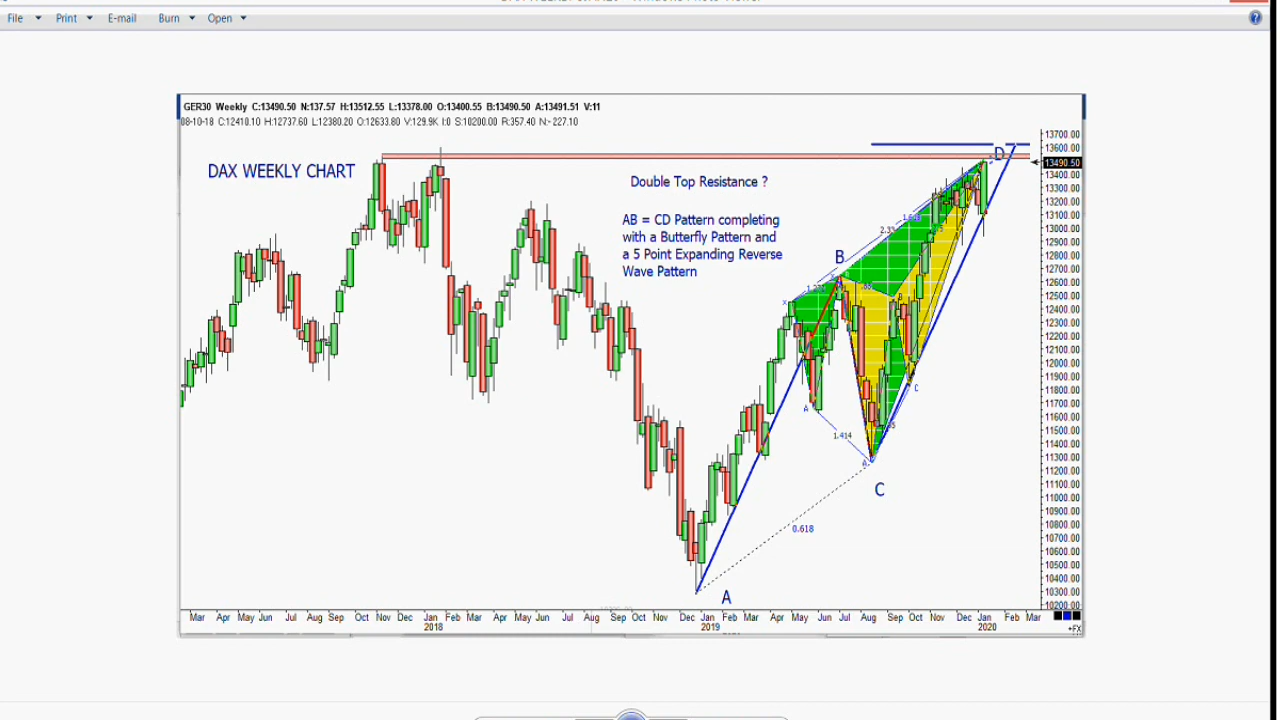 File Print E-mail Burn Open
GER30 Weekly C:13490.50 N:137.57 H:13512.55 L:13378.00 O:13400.55 B:13490.50 A:13491.51 V:11
08-10-18 C:12410.10 H:12737.60 L:12380.20 O:12633.80 V:129.9K I:0 S:10200.00 R:357.40 N:-227.10
DAX WEEKLY CHART
Double Top Resistance ?
AB = CD Pattern completing
with a Butterfly Pattern and
a 5 Point Expanding Reverse
Wave Pattern
D
B
X
A
1.414
C
A
C
0.618
A
13700.00
13600.00
13490.50
13400.00
13300.00
13200.00
13100.00
13000.00
12900.00
12800.00
12700.00
12600.00
12500.00
12400.00
12300.00
12200.00
12100.00
12000.00
11900.00
11800.00
11700.00
11600.00
11500.00
11400.00
11300.00
11200.00
11100.00
11000.00
10900.00
10800.00
10700.00
10600.00
10500.00
10400.00
10300.00
10200.00
Mar Apr May Jun Jul Aug Sep Oct Nov Dec Jan Feb Mar Apr May Jun Jul Aug Sep Oct Nov Dec Jan Feb Mar Apr May Jun Jul Aug Sep Oct Nov Dec Jan Feb Mar
2018 2019 2020
+FX